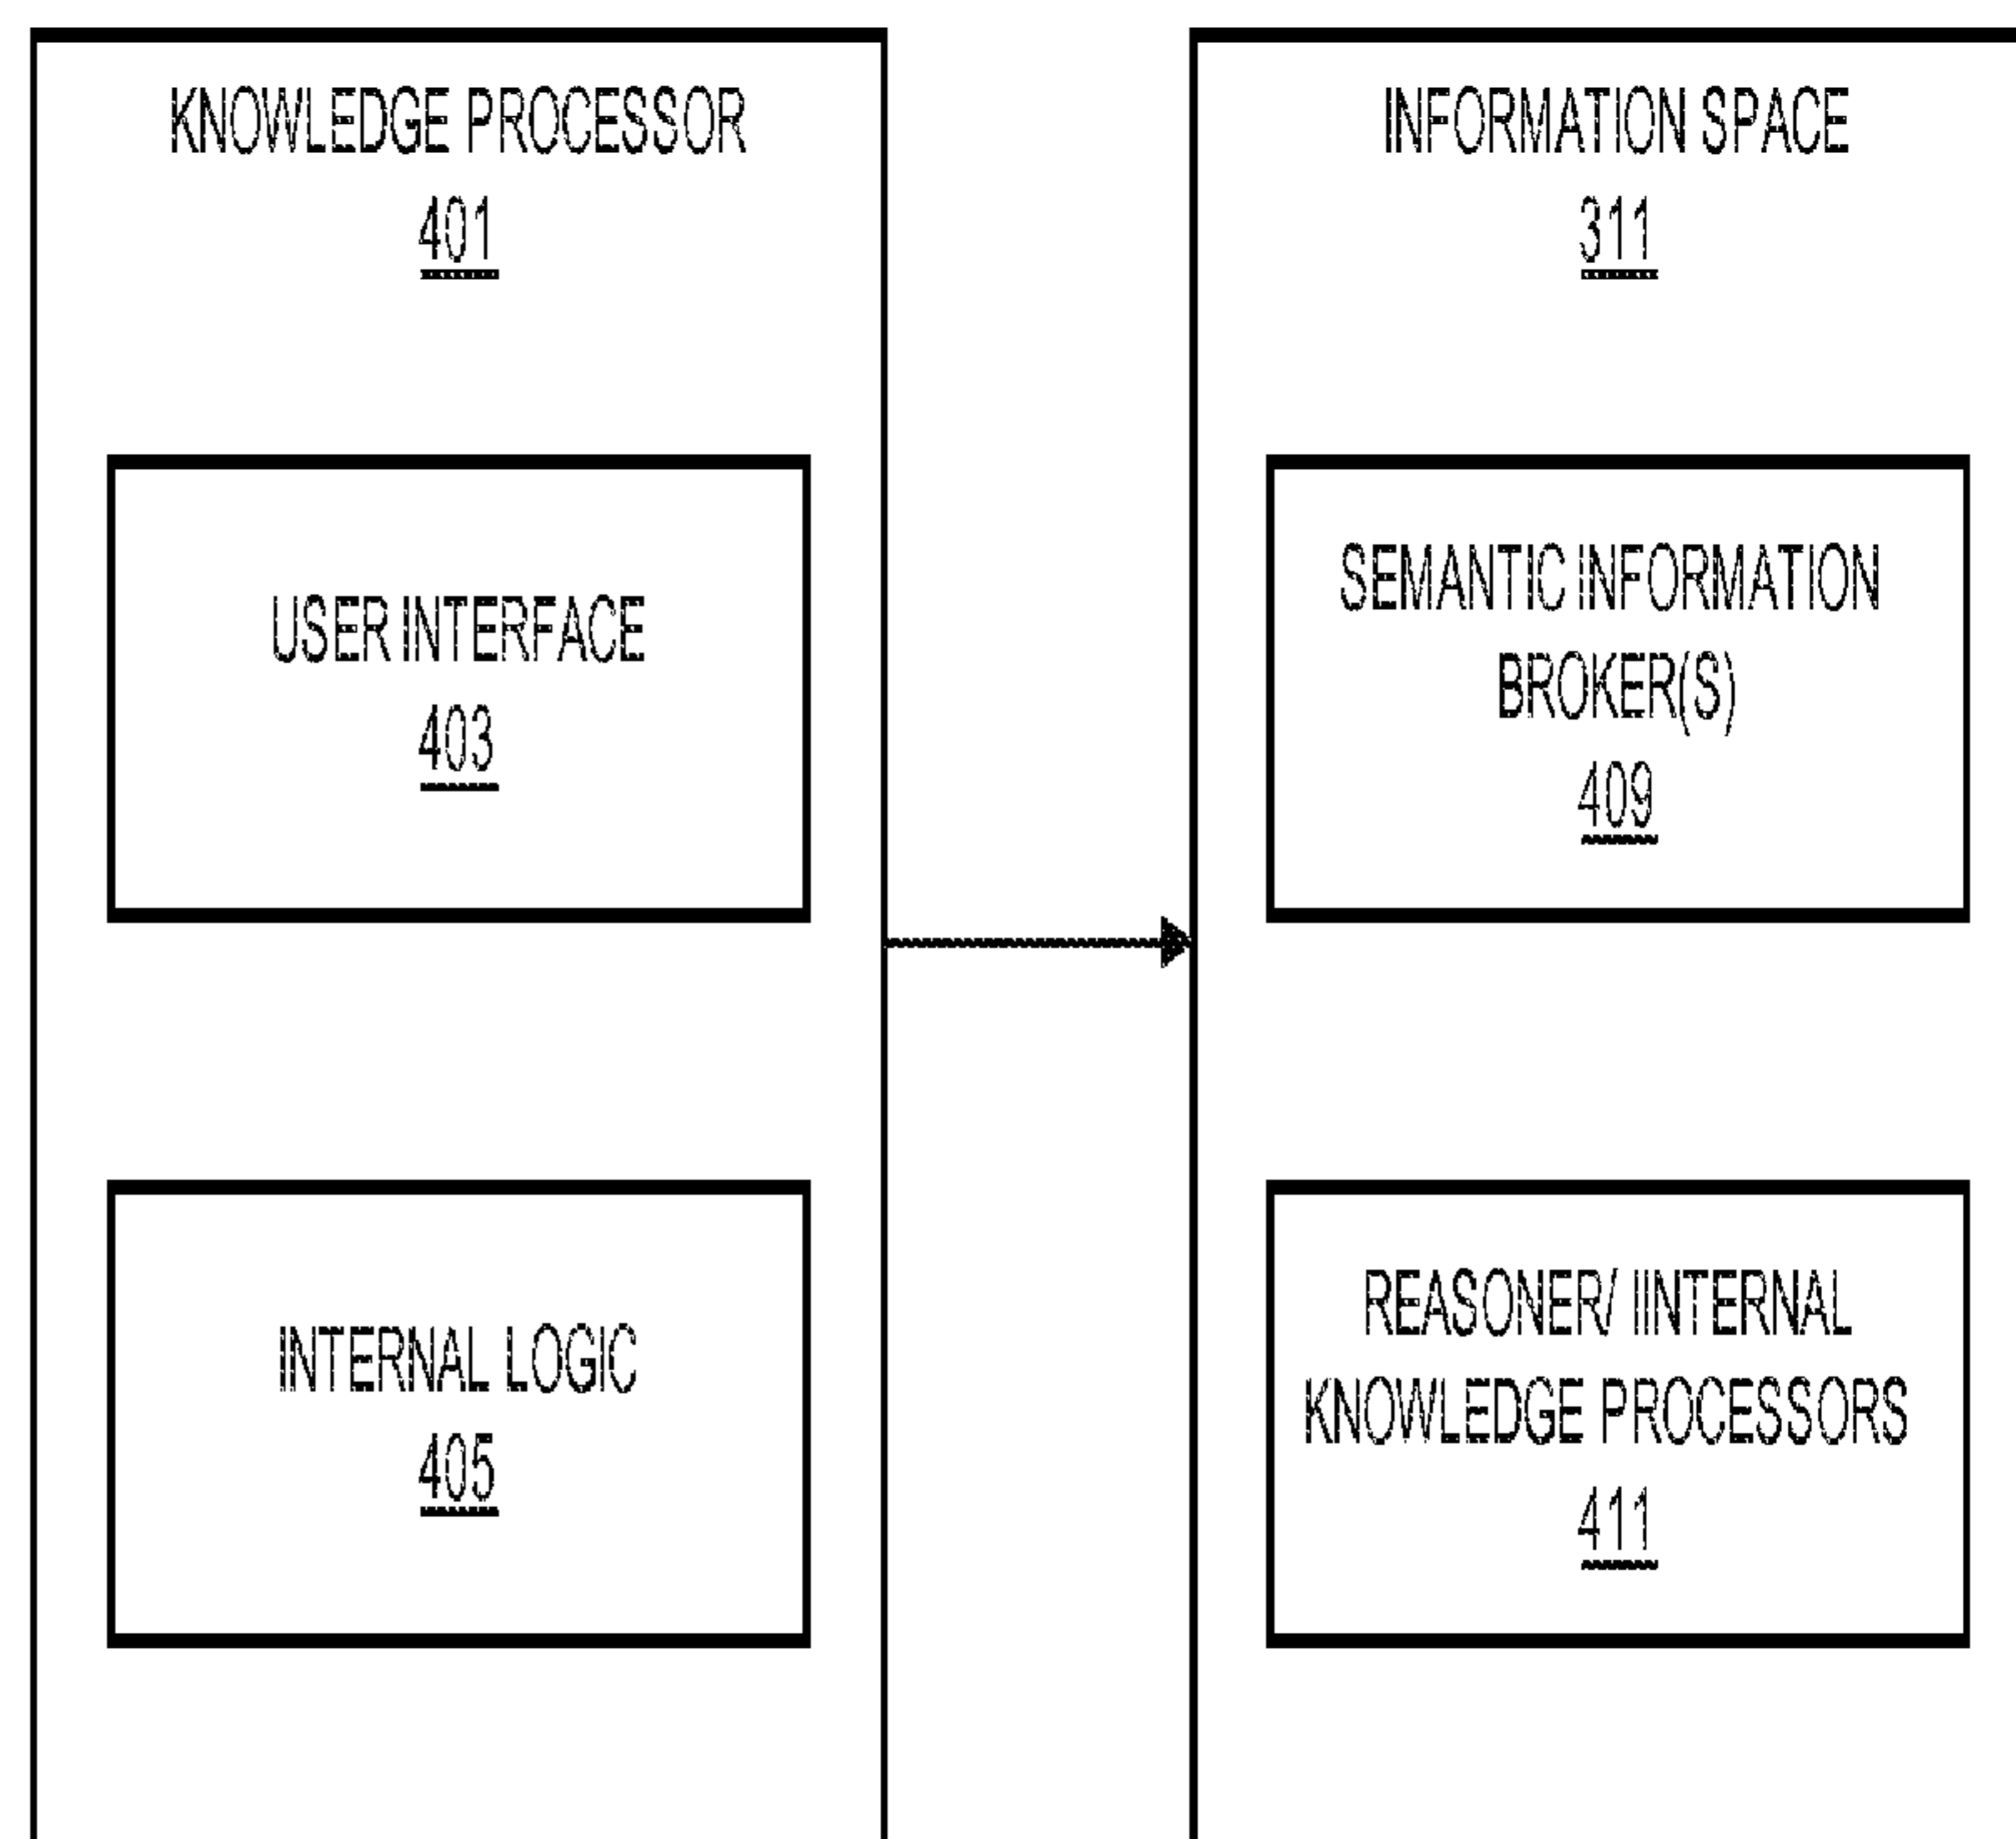 KNOWLEDGE PROCESSOR
401
USER INTERFACE
403
INTERNAL LOGIC
405
INFORMATION SPACE
311
SEMANTIC INFORMATION
BROKER(S)
409
REASONER/ IINTERNAL
KNOWLEDGE PROCESSORS
411